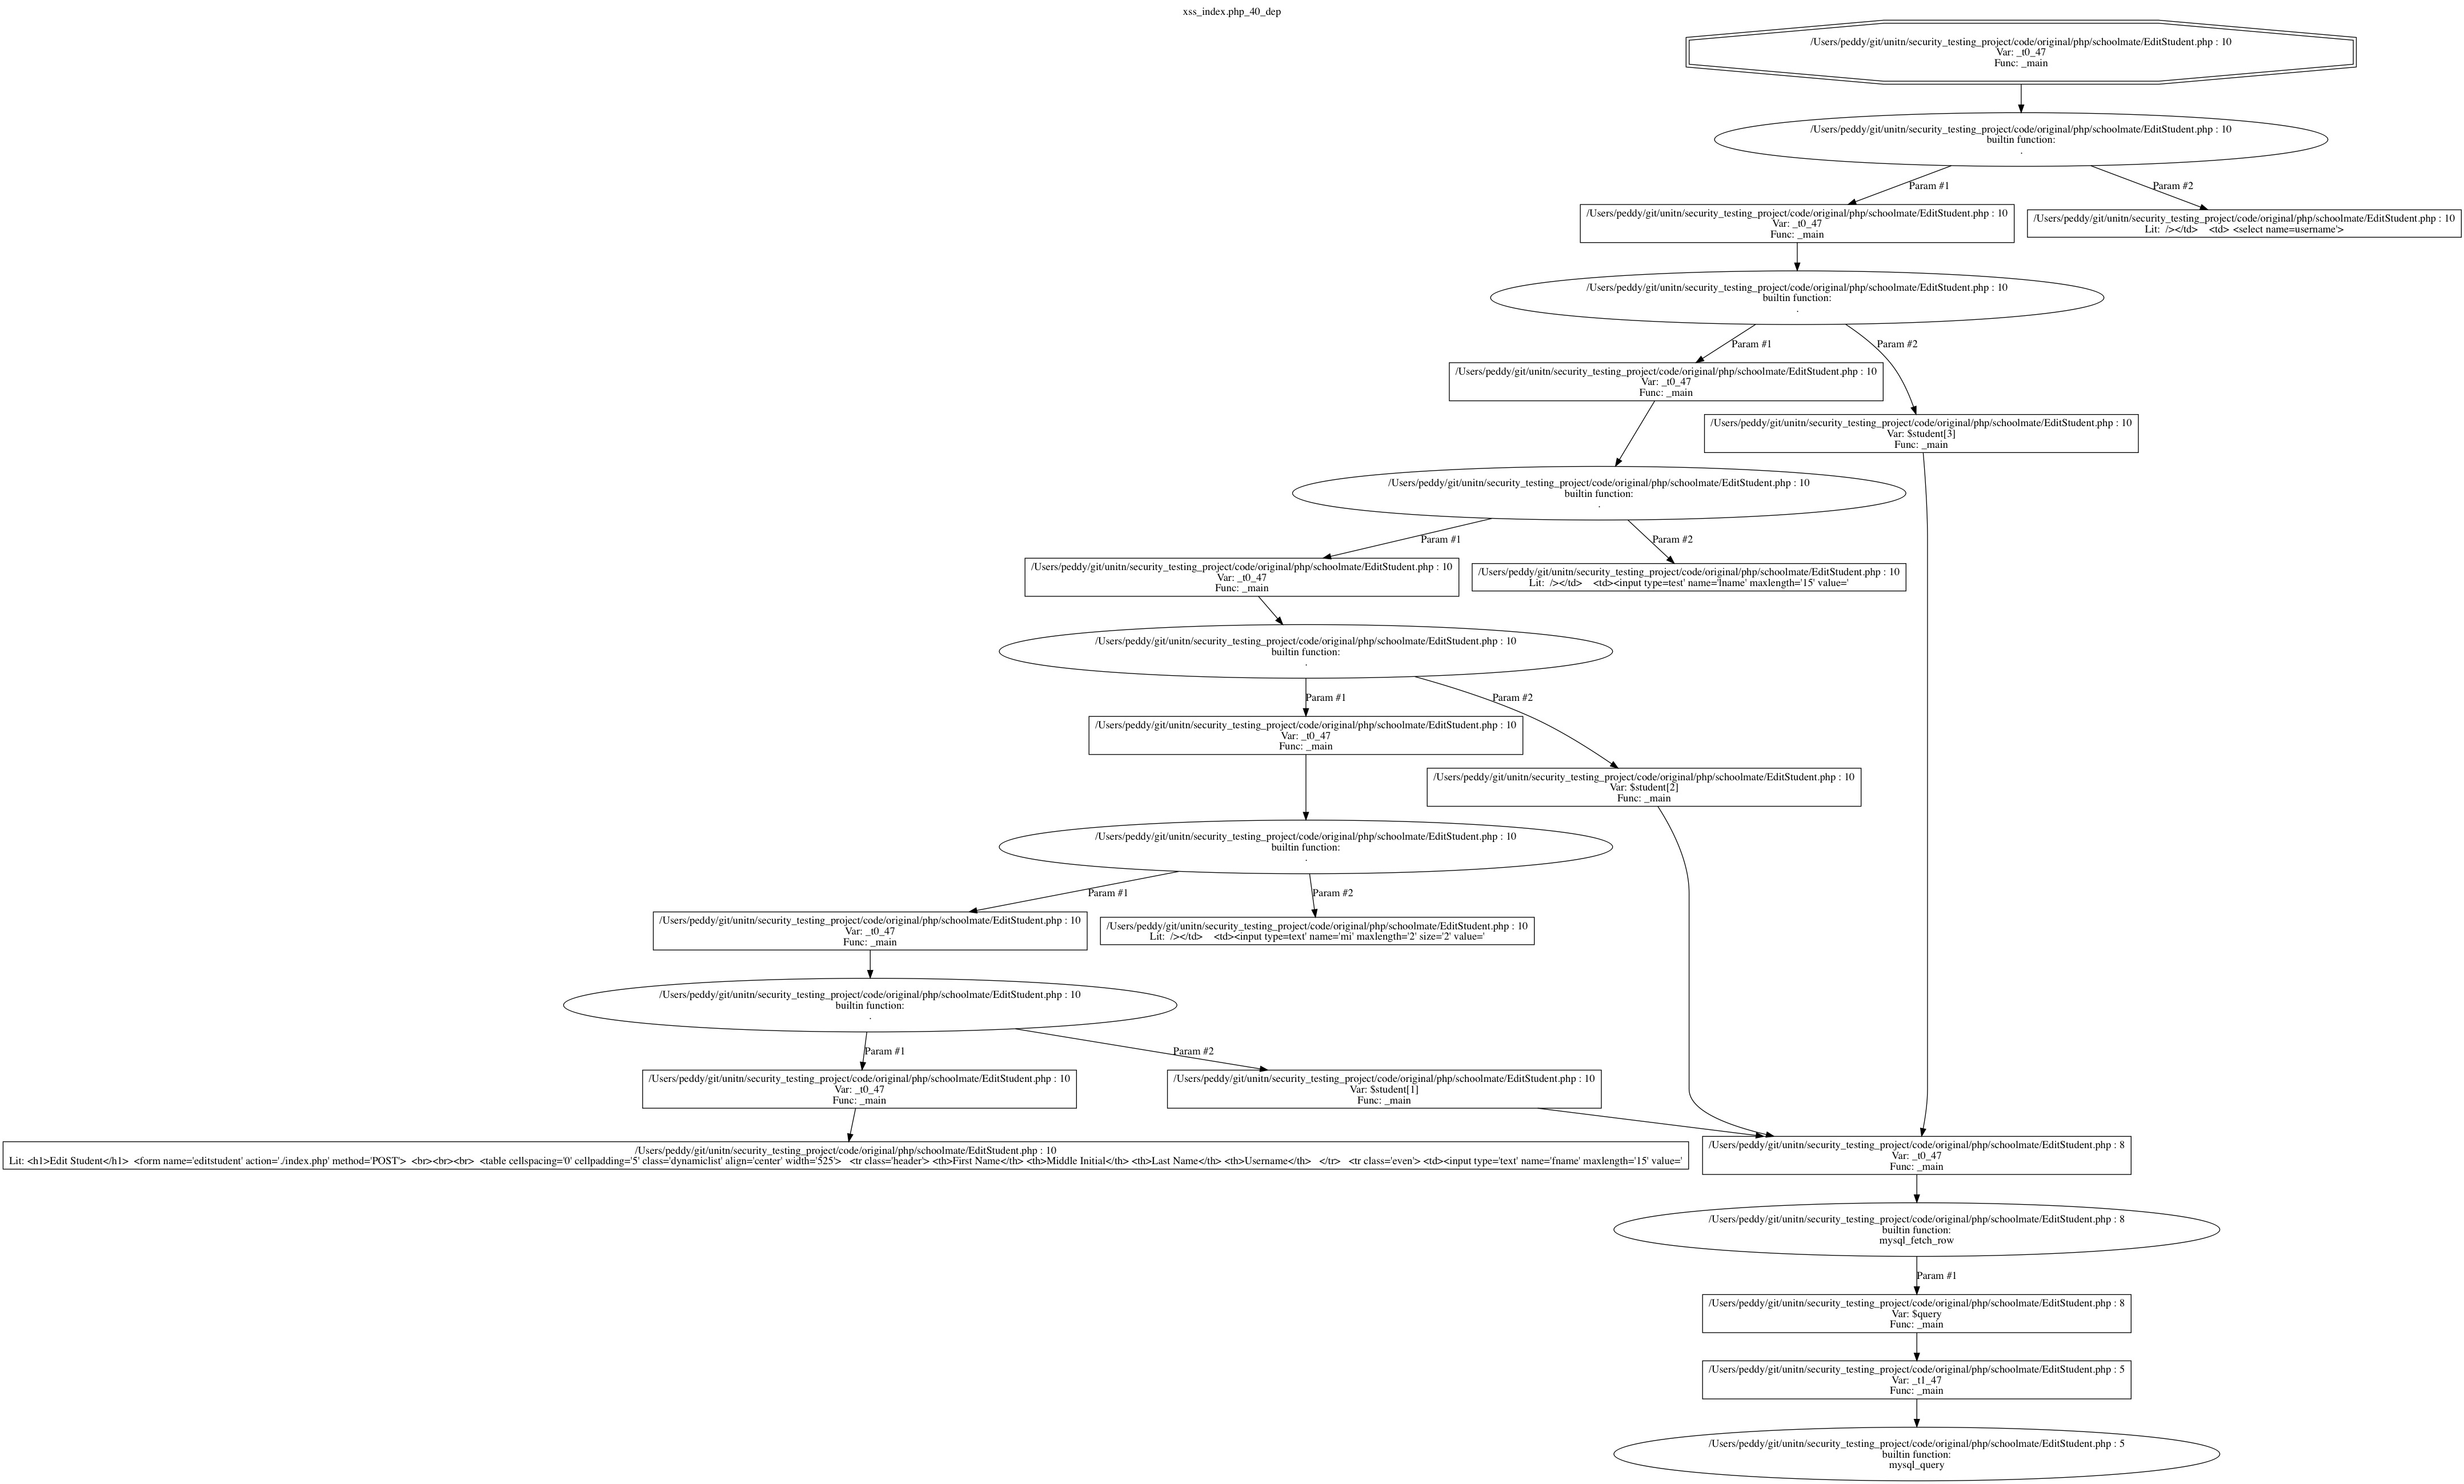 xss_index.php_40_dep
/Users/peddy/git/unitn/security_testing_project/code/original/php/schoolmate/EditStudent.php : 10
Var: _t0_47
Func: _main
/Users/peddy/git/unitn/security_testing_project/code/original/php/schoolmate/EditStudent.php : 10
builtin function:
.
Param #1
Param #2
/Users/peddy/git/unitn/security_testing_project/code/original/php/schoolmate/EditStudent.php : 10
Var: _t0_47
Func: _main
/Users/peddy/git/unitn/security_testing_project/code/original/php/schoolmate/EditStudent.php : 10
Lit:  /></td>    <td> <select name=username'>
/Users/peddy/git/unitn/security_testing_project/code/original/php/schoolmate/EditStudent.php : 10
builtin function:
.
Param #1
Param #2
/Users/peddy/git/unitn/security_testing_project/code/original/php/schoolmate/EditStudent.php : 10
Var: _t0_47
Func: _main
/Users/peddy/git/unitn/security_testing_project/code/original/php/schoolmate/EditStudent.php : 10
Var: $student[3]
Func: _main
/Users/peddy/git/unitn/security_testing_project/code/original/php/schoolmate/EditStudent.php : 10
builtin function:
.
Param #1
Param #2
/Users/peddy/git/unitn/security_testing_project/code/original/php/schoolmate/EditStudent.php : 10
Var: _t0_47
Func: _main
/Users/peddy/git/unitn/security_testing_project/code/original/php/schoolmate/EditStudent.php : 10
Lit:  /></td>    <td><input type=test' name='lname' maxlength='15' value='
/Users/peddy/git/unitn/security_testing_project/code/original/php/schoolmate/EditStudent.php : 10
builtin function:
.
Param #1
Param #2
/Users/peddy/git/unitn/security_testing_project/code/original/php/schoolmate/EditStudent.php : 10
Var: _t0_47
Func: _main
/Users/peddy/git/unitn/security_testing_project/code/original/php/schoolmate/EditStudent.php : 10
Var: $student[2]
Func: _main
/Users/peddy/git/unitn/security_testing_project/code/original/php/schoolmate/EditStudent.php : 10
builtin function:
.
Param #1
Param #2
/Users/peddy/git/unitn/security_testing_project/code/original/php/schoolmate/EditStudent.php : 10
Var: _t0_47
Func: _main
/Users/peddy/git/unitn/security_testing_project/code/original/php/schoolmate/EditStudent.php : 10
Lit:  /></td>    <td><input type=text' name='mi' maxlength='2' size='2' value='
/Users/peddy/git/unitn/security_testing_project/code/original/php/schoolmate/EditStudent.php : 10
builtin function:
.
Param #1
Param #2
/Users/peddy/git/unitn/security_testing_project/code/original/php/schoolmate/EditStudent.php : 10
Var: _t0_47
Func: _main
/Users/peddy/git/unitn/security_testing_project/code/original/php/schoolmate/EditStudent.php : 10
Var: $student[1]
Func: _main
/Users/peddy/git/unitn/security_testing_project/code/original/php/schoolmate/EditStudent.php : 10
Lit: <h1>Edit Student</h1>  <form name='editstudent' action='./index.php' method='POST'>  <br><br><br>  <table cellspacing='0' cellpadding='5' class='dynamiclist' align='center' width='525'>   <tr class='header'> <th>First Name</th> <th>Middle Initial</th> <th>Last Name</th> <th>Username</th>   </tr>   <tr class='even'> <td><input type='text' name='fname' maxlength='15' value='
/Users/peddy/git/unitn/security_testing_project/code/original/php/schoolmate/EditStudent.php : 8
Var: _t0_47
Func: _main
/Users/peddy/git/unitn/security_testing_project/code/original/php/schoolmate/EditStudent.php : 8
builtin function:
mysql_fetch_row
Param #1
/Users/peddy/git/unitn/security_testing_project/code/original/php/schoolmate/EditStudent.php : 8
Var: $query
Func: _main
/Users/peddy/git/unitn/security_testing_project/code/original/php/schoolmate/EditStudent.php : 5
Var: _t1_47
Func: _main
/Users/peddy/git/unitn/security_testing_project/code/original/php/schoolmate/EditStudent.php : 5
builtin function:
mysql_query